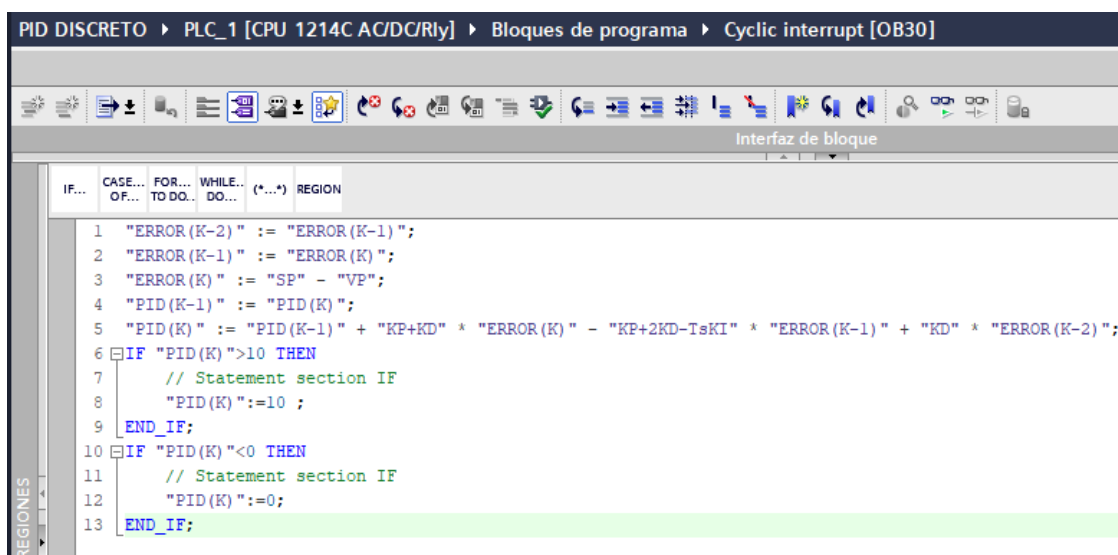 PID DISCRETO ▸ PLC_1 [CPU 1214C AC/DC/Rly] ▸ Bloques de programa ▸ Cyclic interrupt [OB30]
Interfaz de bloque
IF... CASE... OF... FOR... TO DO... WHILE... DO... (*...*) REGION
1 "ERROR(K-2)" := "ERROR(K-1)";
2 "ERROR(K-1)" := "ERROR(K)";
3 "ERROR(K)" := "SP" - "VP";
4 "PID(K-1)" := "PID(K)";
5 "PID(K)" := "PID(K-1)" + "KP+KD" * "ERROR(K)" - "KP+2KD-TsKI" * "ERROR(K-1)" + "KD" * "ERROR(K-2)";
6 IF "PID(K)">10 THEN
7 // Statement section IF
8 "PID(K)":=10 ;
9 END_IF;
10 IF "PID(K)"<0 THEN
11 // Statement section IF
12 "PID(K)":=0;
13 END_IF;
REGIONES